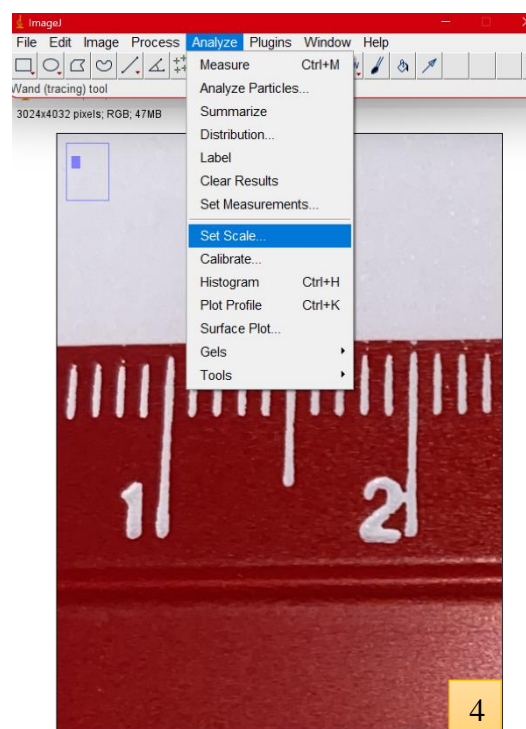 ImageJ
File Edit Image Process Analyze Plugins Window Help
Wand (tracing) tool
3024x4032 pixels; RGB; 47MB
Measure Ctrl+M
Analyze Particles...
Summarize
Distribution...
Label
Clear Results
Set Measurements...
Set Scale...
Calibrate...
Histogram Ctrl+H
Plot Profile Ctrl+K
Surface Plot...
Gels
Tools
1 2
4